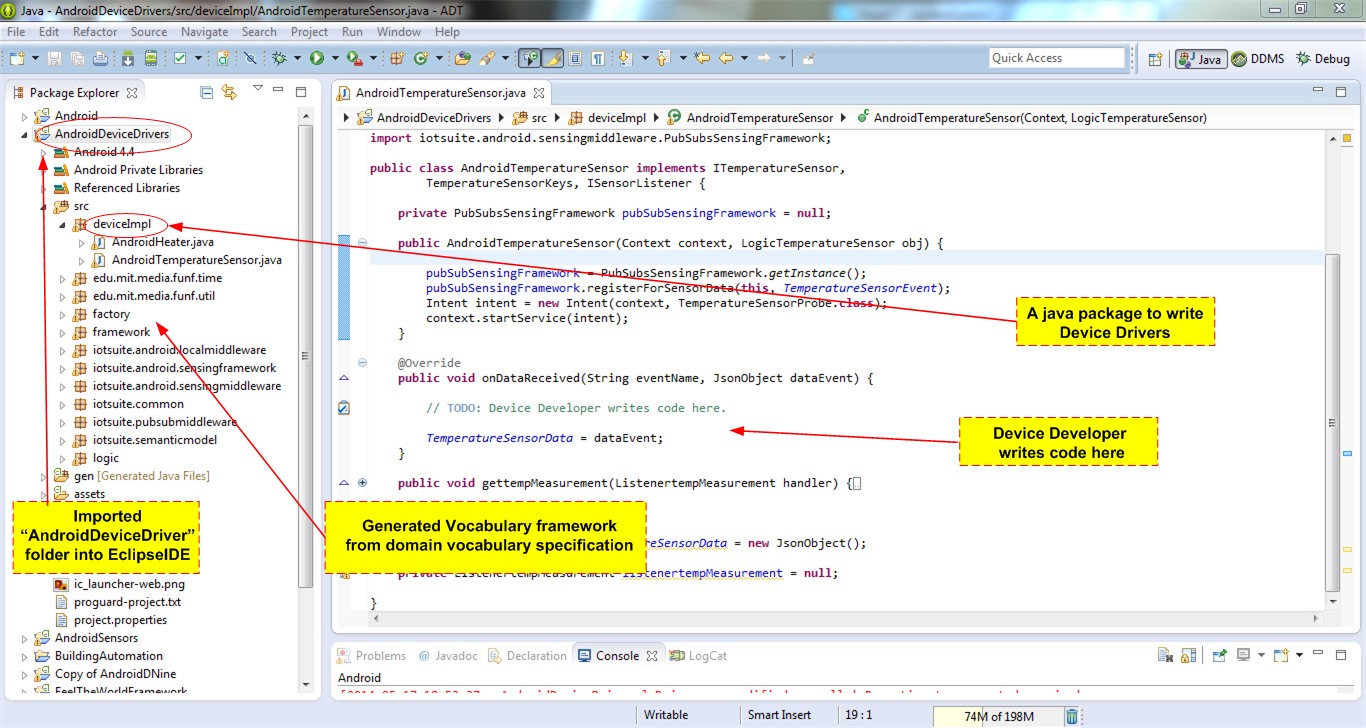 Java - AndroidDeviceDrivers/src/deviceImpl/AndroidTemperatureSensor.java - ADT
File Edit Refactor Source Navigate Search Project Run Window Help
Quick Access
Java
DDMS
Debug
Package Explorer
Android
AndroidDeviceDrivers
Android 4.4
Android Private Libraries
Referenced Libraries
src
deviceImpl
AndroidHeater.java
AndroidTemperatureSensor.java
edu.mit.media.funf.time
edu.mit.media.funf.util
factory
framework
iotsuite.android.localmiddleware
iotsuite.android.sensingframework
iotsuite.android.sensingmiddleware
iotsuite.common
iotsuite.pubsubmiddleware
iotsuite.semanticmodel
logic
gen [Generated Java Files]
assets
Imported
“AndroidDeviceDriver”
folder into EclipseIDE
ic_launcher-web.png
proguard-project.txt
project.properties
AndroidSensors
BuildingAutomation
Copy of AndroidDNine
FeelTheWorldFramework
AndroidTemperatureSensor.java
AndroidDeviceDrivers src deviceImpl AndroidTemperatureSensor AndroidTemperatureSensor(Context, LogicTemperatureSensor)
import iotsuite.android.sensingmiddleware.PubSubsSensingFramework;
public class AndroidTemperatureSensor implements ITemperatureSensor,
TemperatureSensorKeys, ISensorListener {
private PubSubsSensingFramework pubSubSensingFramework = null;
public AndroidTemperatureSensor(Context context, LogicTemperatureSensor obj) {
pubSubSensingFramework = PubSubsSensingFramework.getInstance();
pubSubSensingFramework.registerForSensorData(this, TemperatureSensorEvent);
Intent intent = new Intent(context, TemperatureSensorProbe.class);
context.startService(intent);
}
A java package to write
Device Drivers
@Override
public void onDataReceived(String eventName, JsonObject dataEvent) {
// TODO: Device Developer writes code here.
TemperatureSensorData = dataEvent;
}
Device Developer
writes code here
public void gettempMeasurement(ListenertempMeasurement handler) {
Generated Vocabulary framework
from domain vocabulary specification
reSensorData = new JsonObject();
private ListenertempMeasurement listenertempMeasurement = null;
}
Problems @ Javadoc Declaration Console LogCat
Android
Writable
Smart Insert
19 : 1
74M of 198M